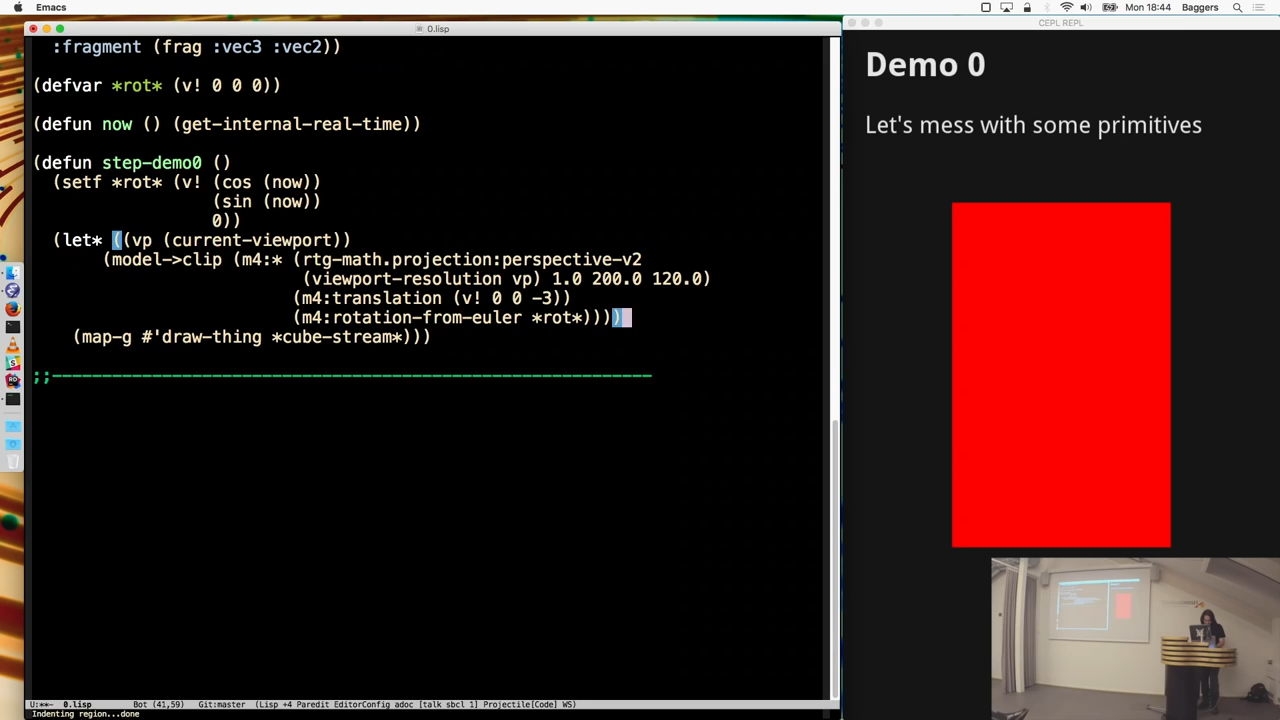 Emacs
Mon 18:44 Baggers
0.lisp
CEPL REPL
:fragment (frag :vec3 :vec2))
(defvar *rot* (v! 0 0 0))
(defun now () (get-internal-real-time))
(defun step-demo0 ()
(setf *rot* (v! (cos (now))
(sin (now))
0))
(let* ((vp (current-viewport))
(model->clip (m4:* (rtg-math.projection:perspective-v2
(viewport-resolution vp) 1.0 200.0 120.0)
(m4:translation (v! 0 0 -3))
(m4:rotation-from-euler *rot*))))
(map-g #'draw-thing *cube-stream*)))
;;--------------------------------------------------------------
Demo 0
Let's mess with some primitives
U:**- 0.lisp Bot (41,59) Git:master (Lisp +4 Paredit EditorConfig adoc [talk sbcl 1] Projectile[Code] WS)
Indenting region...done